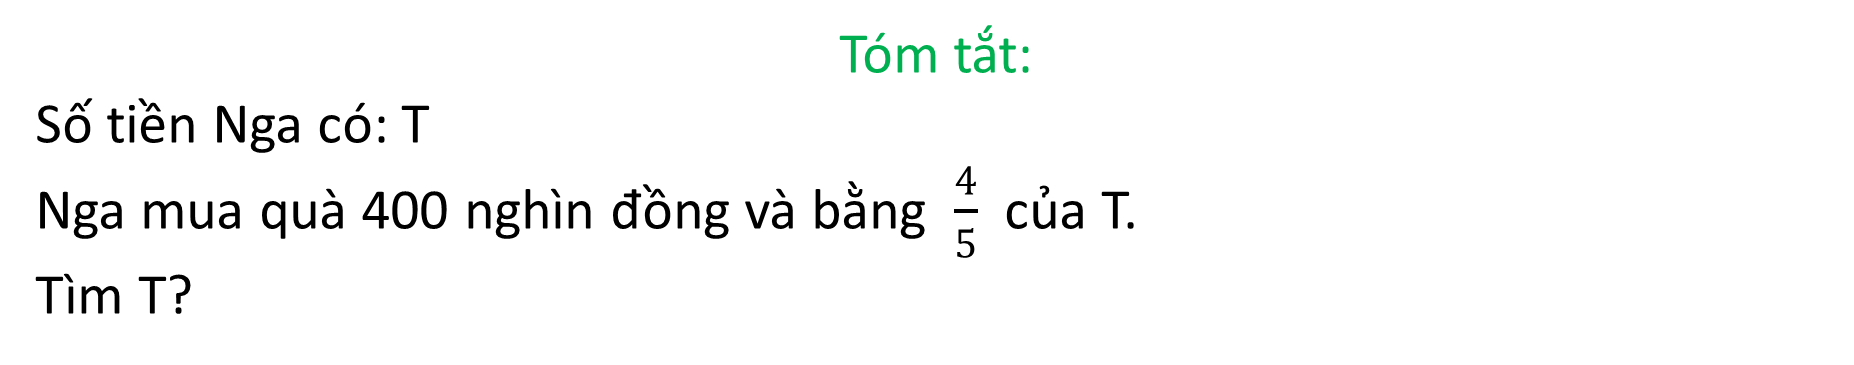 Tóm tắt:
Số tiền Nga có: T
Nga mua quà 400 nghìn đồng và bằng 4/5 của T.
Tìm T?